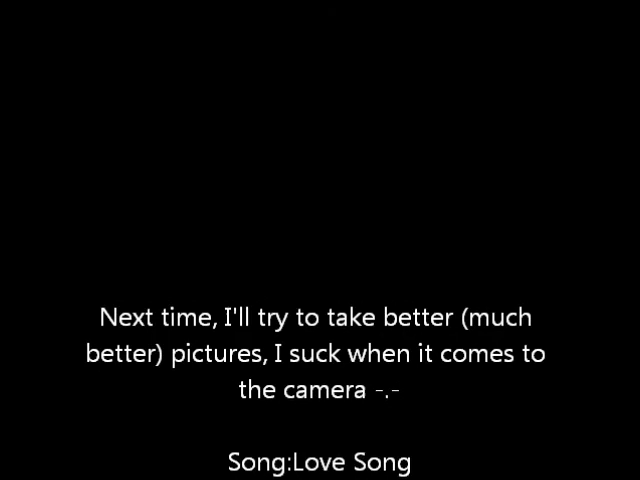 Next time, I'll try to take better (much
better) pictures, I suck when it comes to
the camera -.-
Song:Love Song